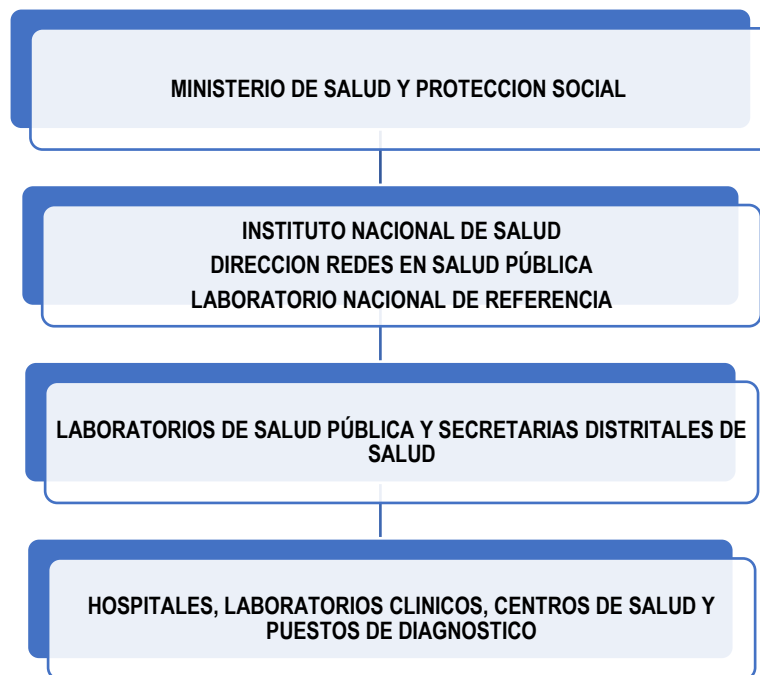 MINISTERIO DE SALUD Y PROTECCION SOCIAL
INSTITUTO NACIONAL DE SALUD
DIRECCION REDES EN SALUD PÚBLICA
LABORATORIO NACIONAL DE REFERENCIA
LABORATORIOS DE SALUD PÚBLICA Y SECRETARIAS DISTRITALES DE
SALUD
HOSPITALES, LABORATORIOS CLINICOS, CENTROS DE SALUD Y
PUESTOS DE DIAGNOSTICO